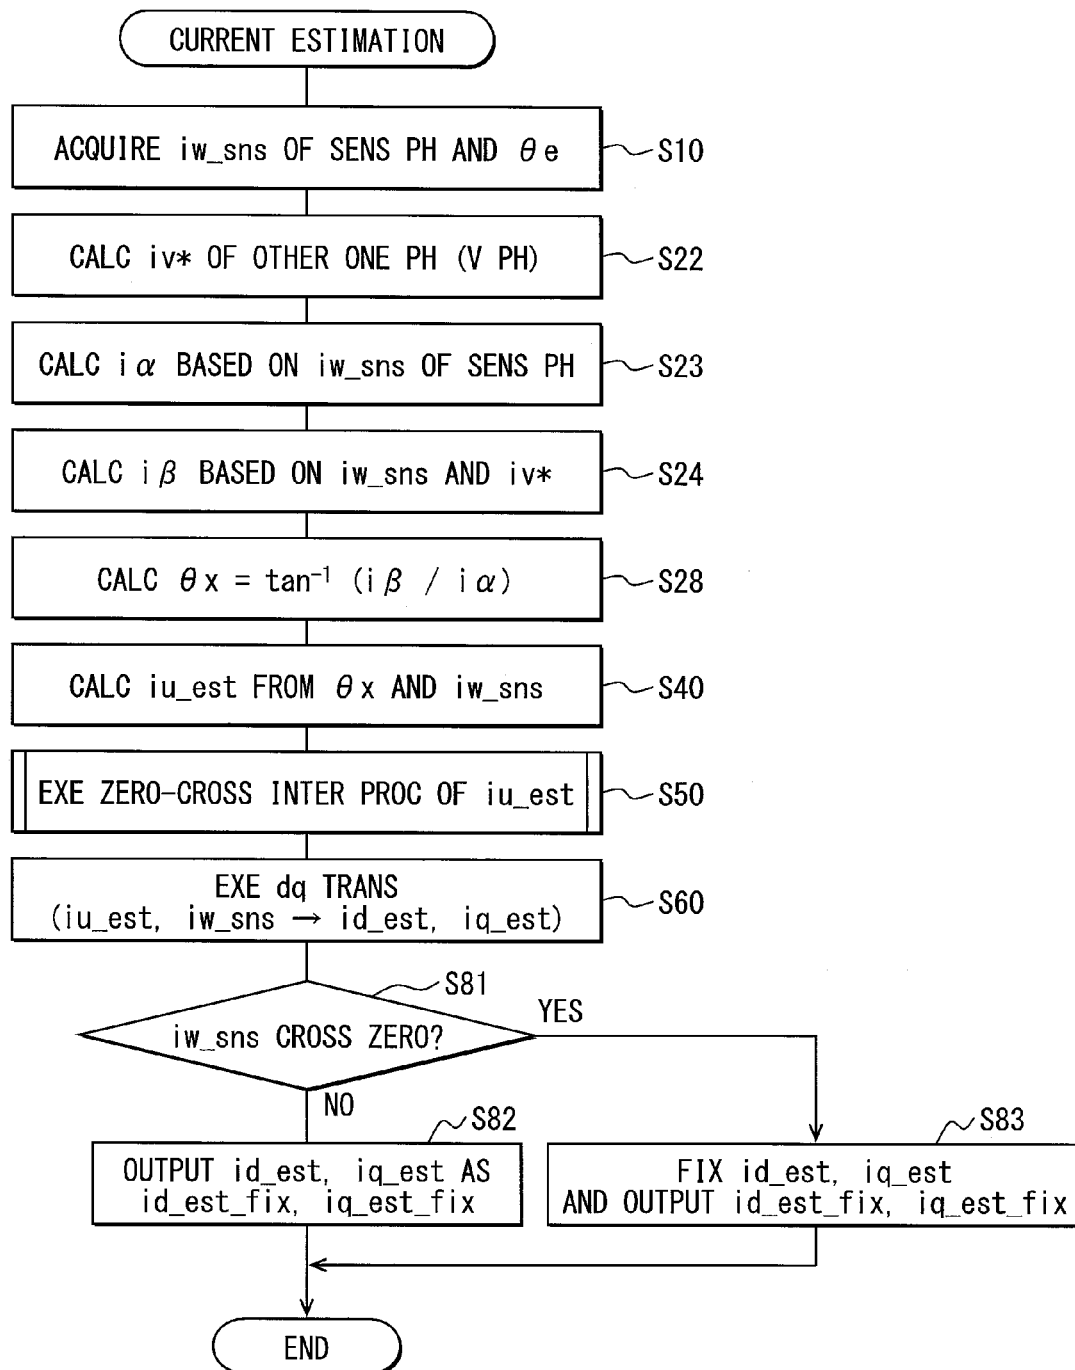 CURRENT ESTIMATION
ACQUIRE iw_sns OF SENS PH AND θe
S10
CALC iv* OF OTHER ONE PH (V PH)
S22
CALC iα BASED ON iw_sns OF SENS PH
S23
CALC iβ BASED ON iw_sns AND iv*
S24
CALC θx = tan⁻¹ (iβ / iα)
S28
CALC iu_est FROM θx AND iw_sns
S40
EXE ZERO-CROSS INTER PROC OF iu_est
S50
EXE dq TRANS
(iu_est, iw_sns → id_est, iq_est)
S60
S81
iw_sns CROSS ZERO?
YES
NO
S82
OUTPUT id_est, iq_est AS
id_est_fix, iq_est_fix
S83
FIX id_est, iq_est
AND OUTPUT id_est_fix, iq_est_fix
END